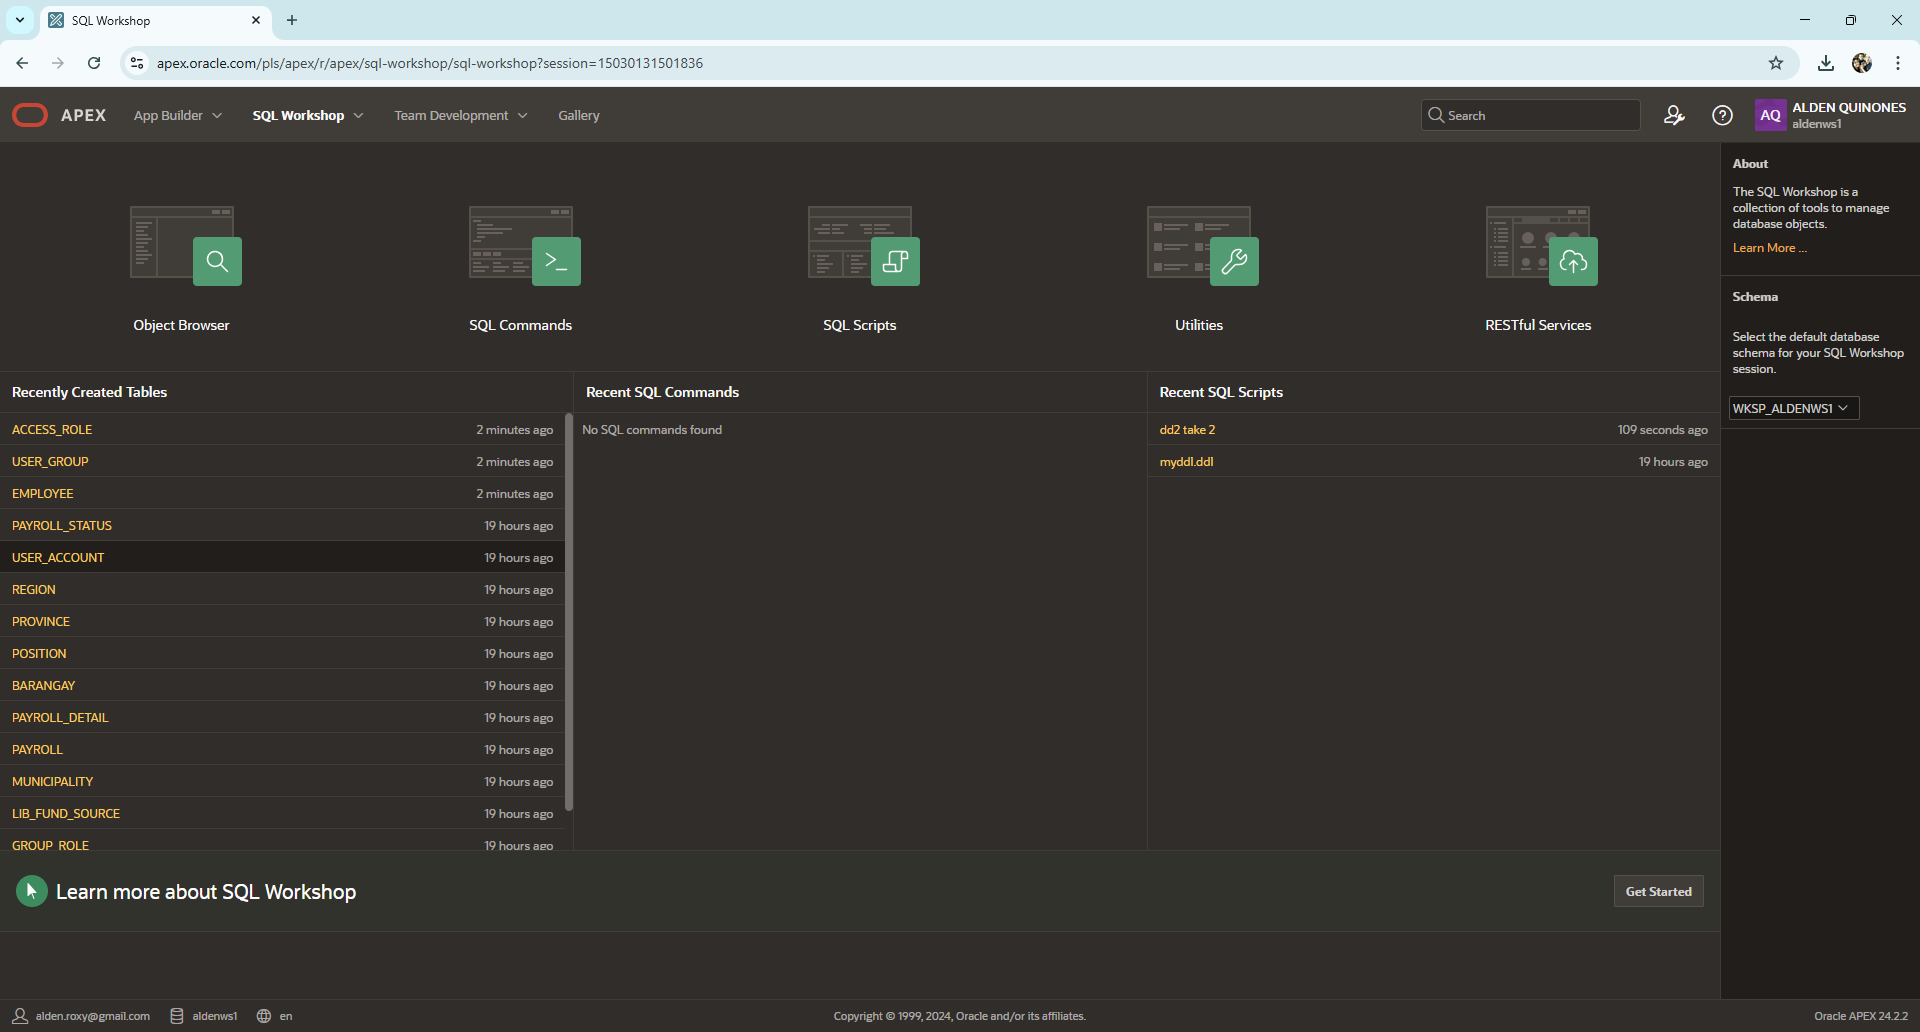 SQL Workshop
apex.oracle.com/pls/apex/r/apex/sql-workshop/sql-workshop?session=15030131501836
APEX
App Builder
SQL Workshop
Team Development
Gallery
Search
AQ
ALDEN QUINONES
aldenws1
Object Browser
SQL Commands
SQL Scripts
Utilities
RESTful Services
About
The SQL Workshop is a
collection of tools to manage
database objects.
Learn More ...
Schema
Select the default database
schema for your SQL Workshop
session.
WKSP_ALDENWS1
Recently Created Tables
ACCESS_ROLE 2 minutes ago
USER_GROUP 2 minutes ago
EMPLOYEE 2 minutes ago
PAYROLL_STATUS 19 hours ago
USER_ACCOUNT 19 hours ago
REGION 19 hours ago
PROVINCE 19 hours ago
POSITION 19 hours ago
BARANGAY 19 hours ago
PAYROLL_DETAIL 19 hours ago
PAYROLL 19 hours ago
MUNICIPALITY 19 hours ago
LIB_FUND_SOURCE 19 hours ago
GROUP_ROLE 19 hours ago
Recent SQL Commands
No SQL commands found
Recent SQL Scripts
dd2 take 2 109 seconds ago
myddl.ddl 19 hours ago
Learn more about SQL Workshop
Get Started
alden.roxy@gmail.com
aldenws1
en
Copyright © 1999, 2024, Oracle and/or its affiliates.
Oracle APEX 24.2.2